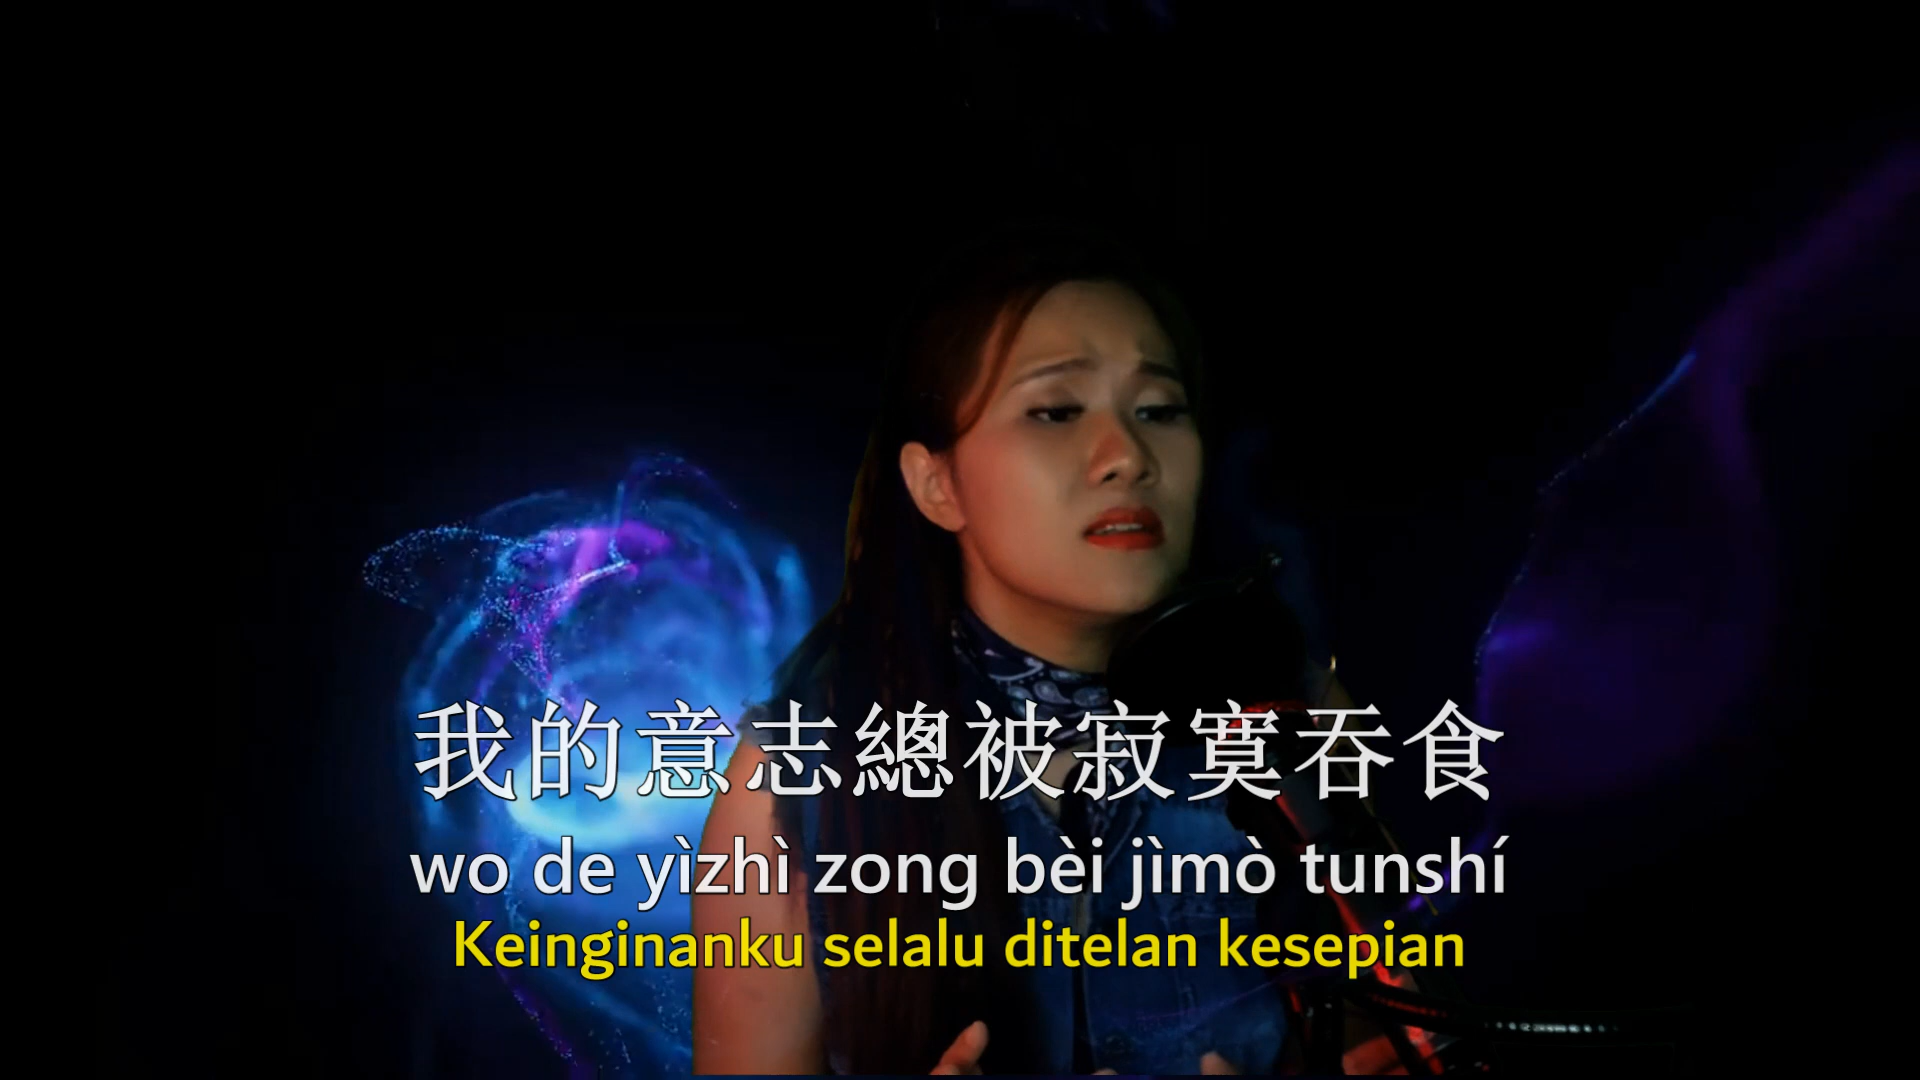 我的意志總被寂寞吞食
wo de yìzhì zong bèi jìmò tunshí
Keinginanku selalu ditelan kesepian